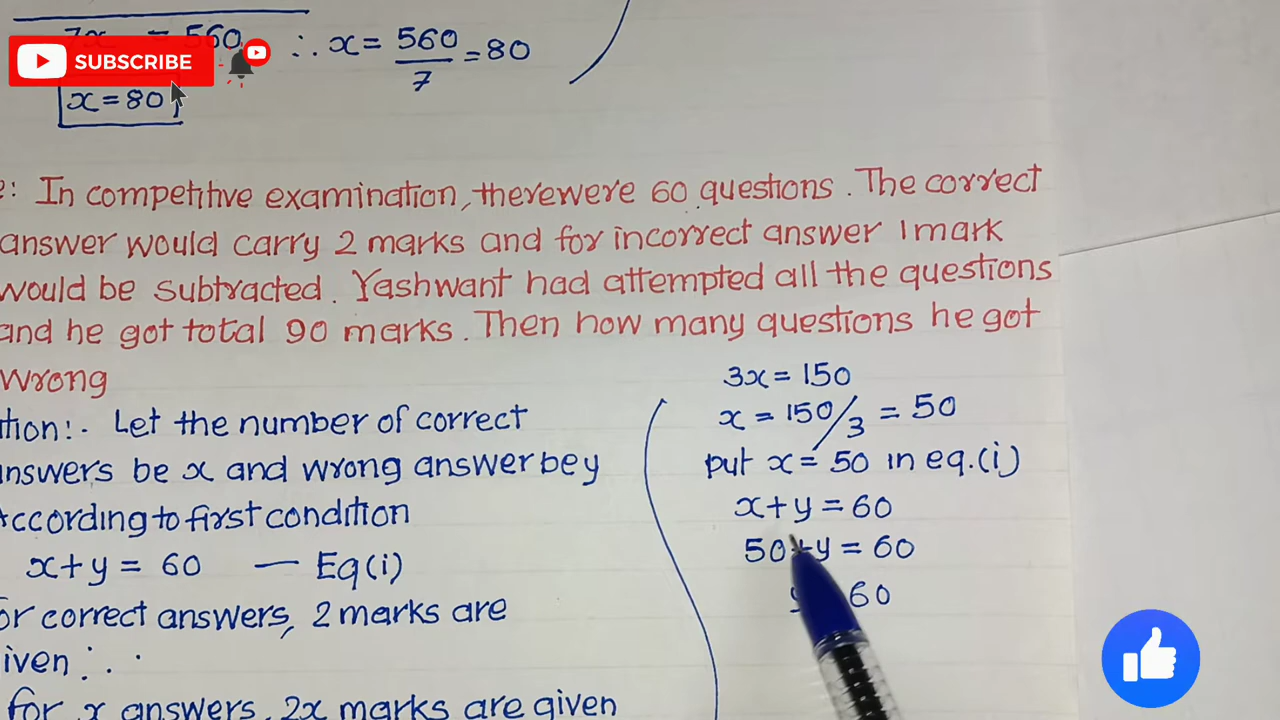 7x = 560 ∴ x = 560/7 = 80
SUBSCRIBE
x = 80
e: In competitive examination, therewere 60 questions. The correct
answer would carry 2 marks and for incorrect answer 1 mark
would be subtracted. Yashwant had attempted all the questions
and he got total 90 marks. Then how many questions he got
wrong
tion:. Let the number of correct
nswers be x and wrong answer be y
According to first condition
x + y = 60 — Eq(i)
or correct answers, 2 marks are
iven ∴.
for x answers, 2x marks are given
3x = 150
x = 150/3 = 50
put x = 50 in eq.(i)
x + y = 60
50 + y = 60
y 60